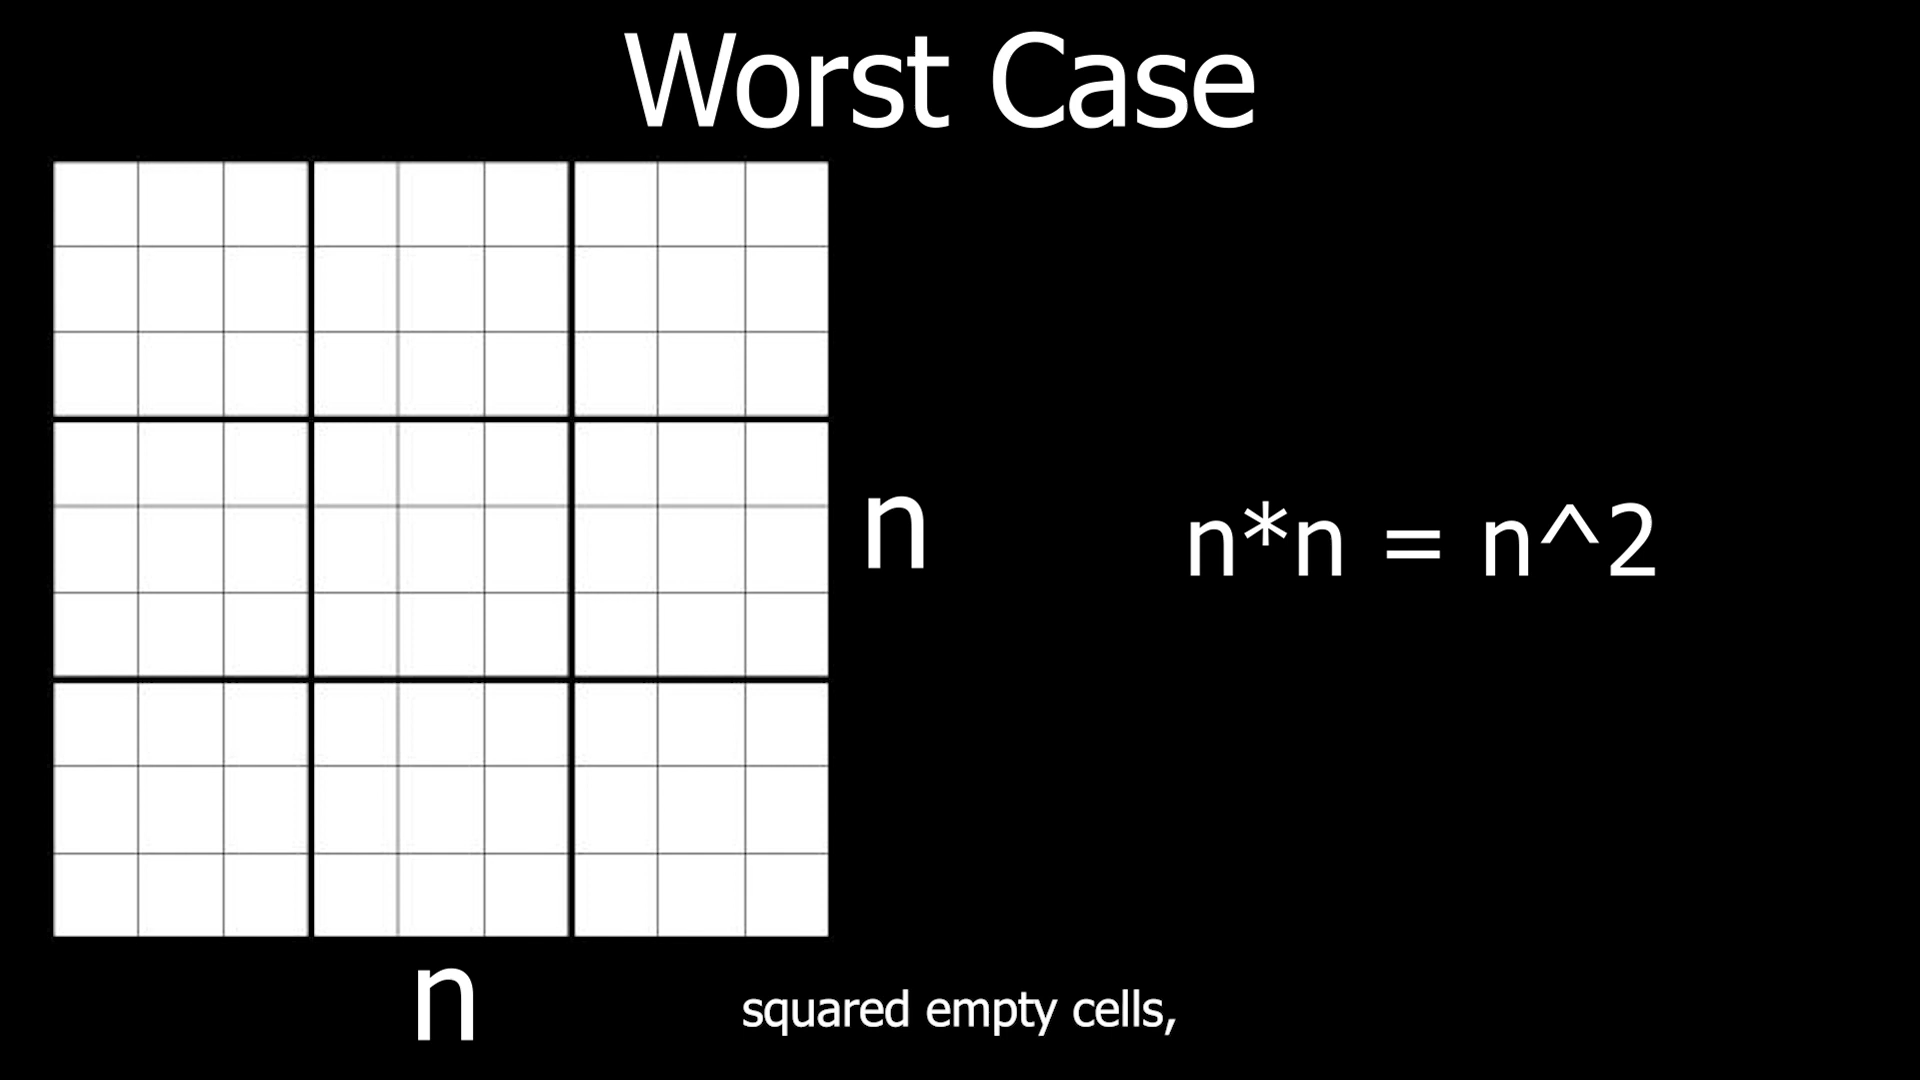 Worst Case
n
n*n = n^2
n
squared empty cells,